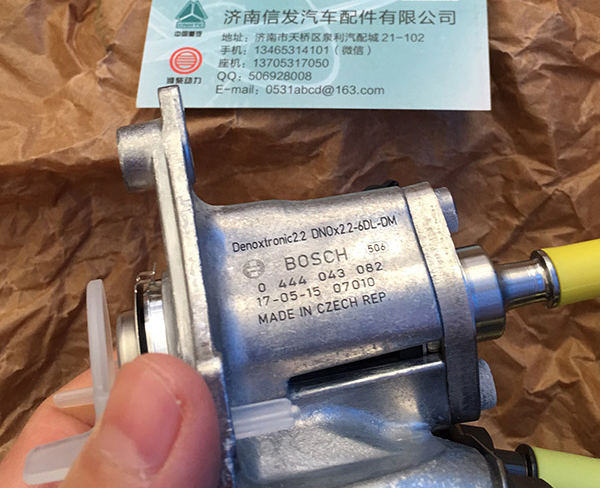 济南信发汽车配件有限公司
地址：济南市天桥区泉利汽配城 21-102
手机：13465314101（微信）
座机：13705317050
QQ：506928008
E-mail：0531abcd@163.com
中国重汽
潍柴动力
Denoxtronic2.2 DNOx2.2-6DL-DM
BOSCH 506
0 444 043 082
17-05-15 07010
MADE IN CZECH REP